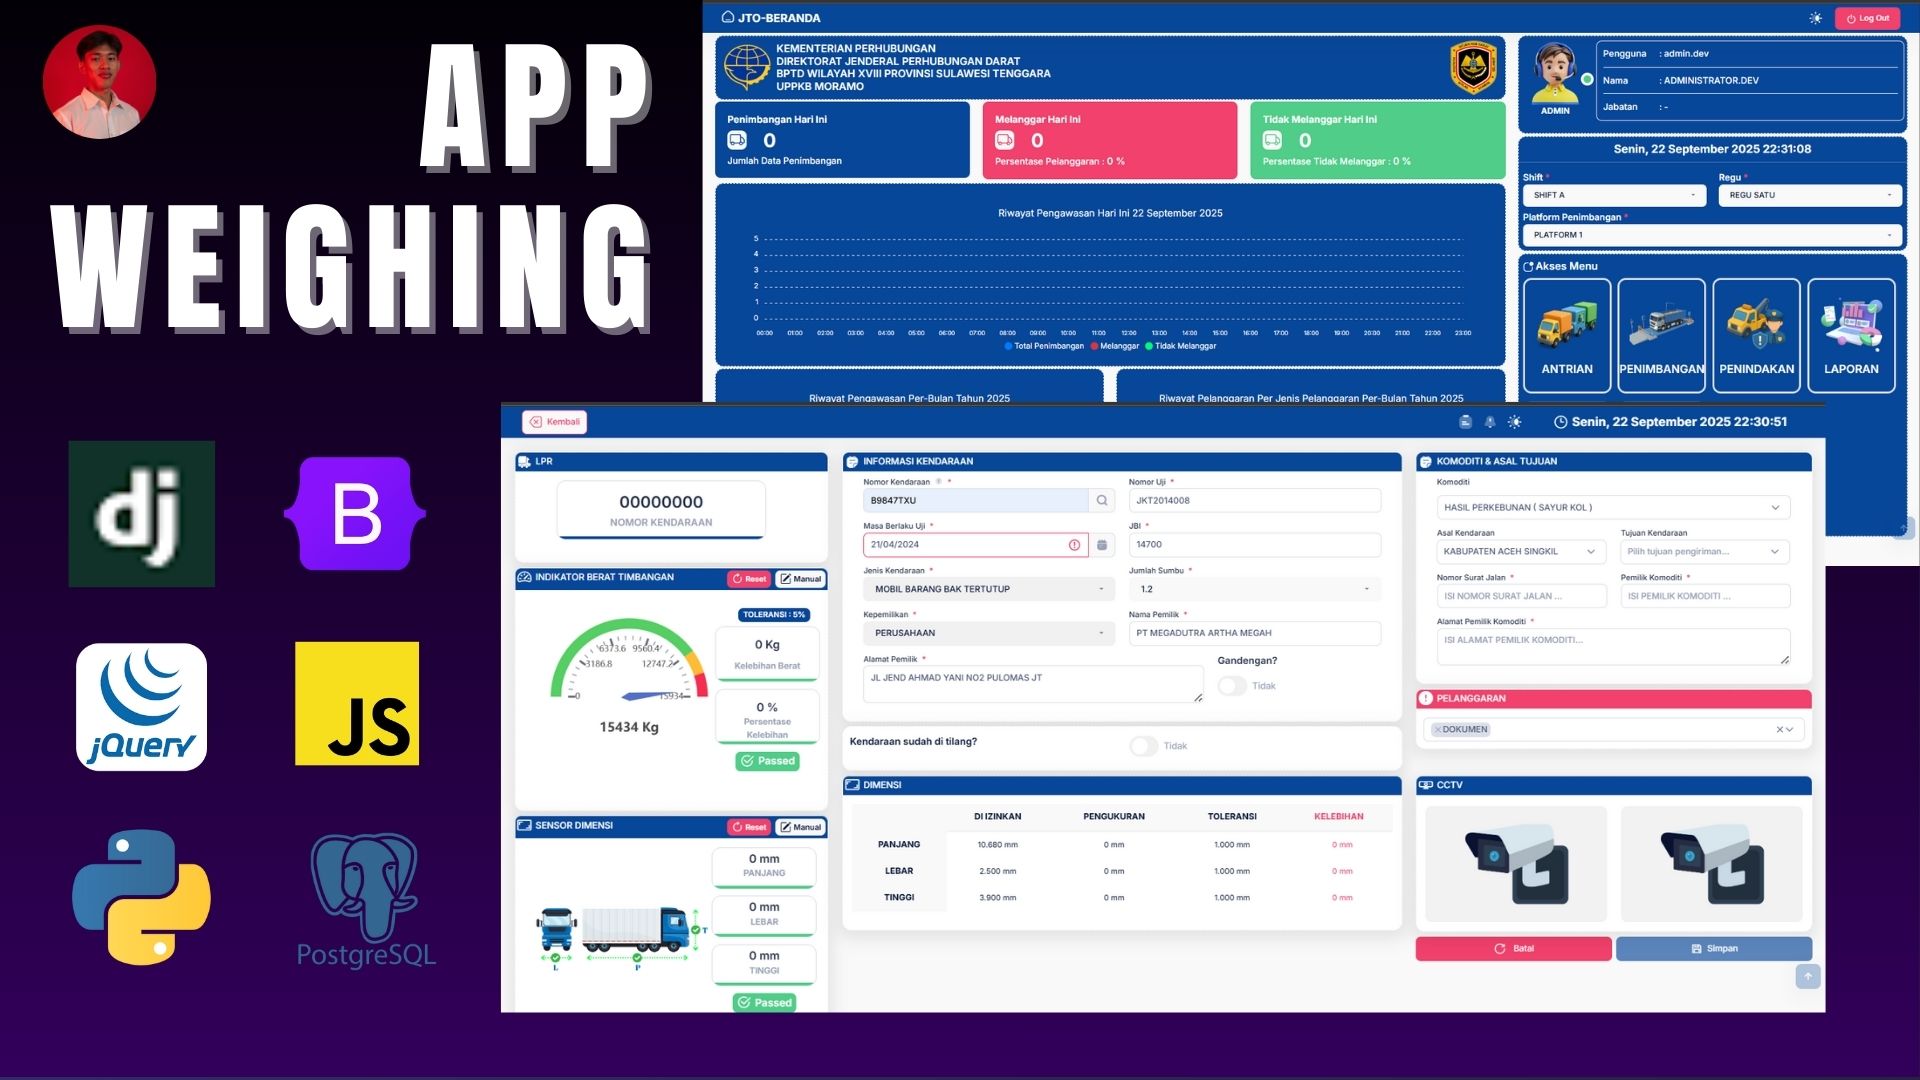 APP
WEIGHING
dj
B
jQuery
JS
PostgreSQL
JTO-BERANDA
Log Out
KEMENTERIAN PERHUBUNGAN
DIREKTORAT JENDERAL PERHUBUNGAN DARAT
BPTD WILAYAH XVIII PROVINSI SULAWESI TENGGARA
UPPKB MORAMO
Penimbangan Hari Ini
0
Jumlah Data Penimbangan
Melanggar Hari Ini
0
Persentase Pelanggaran : 0 %
Tidak Melanggar Hari Ini
0
Persentase Tidak Melanggar : 0 %
Riwayat Pengawasan Hari Ini 22 September 2025
5
4
3
2
1
0
00:00 01:00 02:00 03:00 04:00 05:00 06:00 07:00 08:00 09:00 10:00 11:00 12:00 13:00 14:00 15:00 16:00 17:00 18:00 19:00 20:00 21:00 22:00 23:00
Total Penimbangan Melanggar Tidak Melanggar
Riwayat Pengawasan Per-Bulan Tahun 2025
Riwayat Pelanggaran Per Jenis Pelanggaran Per-Bulan Tahun 2025
ADMIN
Pengguna : admin.dev
Nama : ADMINISTRATOR.DEV
Jabatan : -
Senin, 22 September 2025 22:31:08
Shift * Regu *
SHIFT A REGU SATU
Platform Penimbangan *
PLATFORM 1
Akses Menu
ANTRIAN PENIMBANGAN PENINDAKAN LAPORAN
Kembali
Senin, 22 September 2025 22:30:51
LPR
00000000
NOMOR KENDARAAN
INDIKATOR BERAT TIMBANGAN
Reset Manual
TOLERANSI : 5%
0
3186.8
6373.6
9560.4
12747.2
15934
15434 Kg
0 Kg
Kelebihan Berat
0 %
Persentase
Kelebihan
Passed
SENSOR DIMENSI
Reset Manual
0 mm
PANJANG
0 mm
LEBAR
0 mm
TINGGI
L P T
Passed
INFORMASI KENDARAAN
Nomor Kendaraan * Nomor Uji *
B9847TXU JKT2014008
Masa Berlaku Uji * JBI *
21/04/2024 14700
Jenis Kendaraan * Jumlah Sumbu *
MOBIL BARANG BAK TERTUTUP 1.2
Kepemilikan * Nama Pemilik *
PERUSAHAAN PT MEGADUTRA ARTHA MEGAH
Alamat Pemilik * Gandengan?
JL JEND AHMAD YANI NO2 PULOMAS JT
Tidak
Kendaraan sudah di tilang? Tidak
DIMENSI
DI IZINKAN PENGUKURAN TOLERANSI KELEBIHAN
PANJANG 10.680 mm 0 mm 1.000 mm 0 mm
LEBAR 2.500 mm 0 mm 1.000 mm 0 mm
TINGGI 3.900 mm 0 mm 1.000 mm 0 mm
KOMODITI & ASAL TUJUAN
Komoditi
HASIL PERKEBUNAN ( SAYUR KOL )
Asal Kendaraan Tujuan Kendaraan
KABUPATEN ACEH SINGKIL Pilih tujuan pengiriman...
Nomor Surat Jalan * Pemilik Komoditi *
ISI NOMOR SURAT JALAN ... ISI PEMILIK KOMODITI ...
Alamat Pemilik Komoditi *
ISI ALAMAT PEMILIK KOMODITI...
PELANGGARAN
×DOKUMEN
CCTV
Batal Simpan